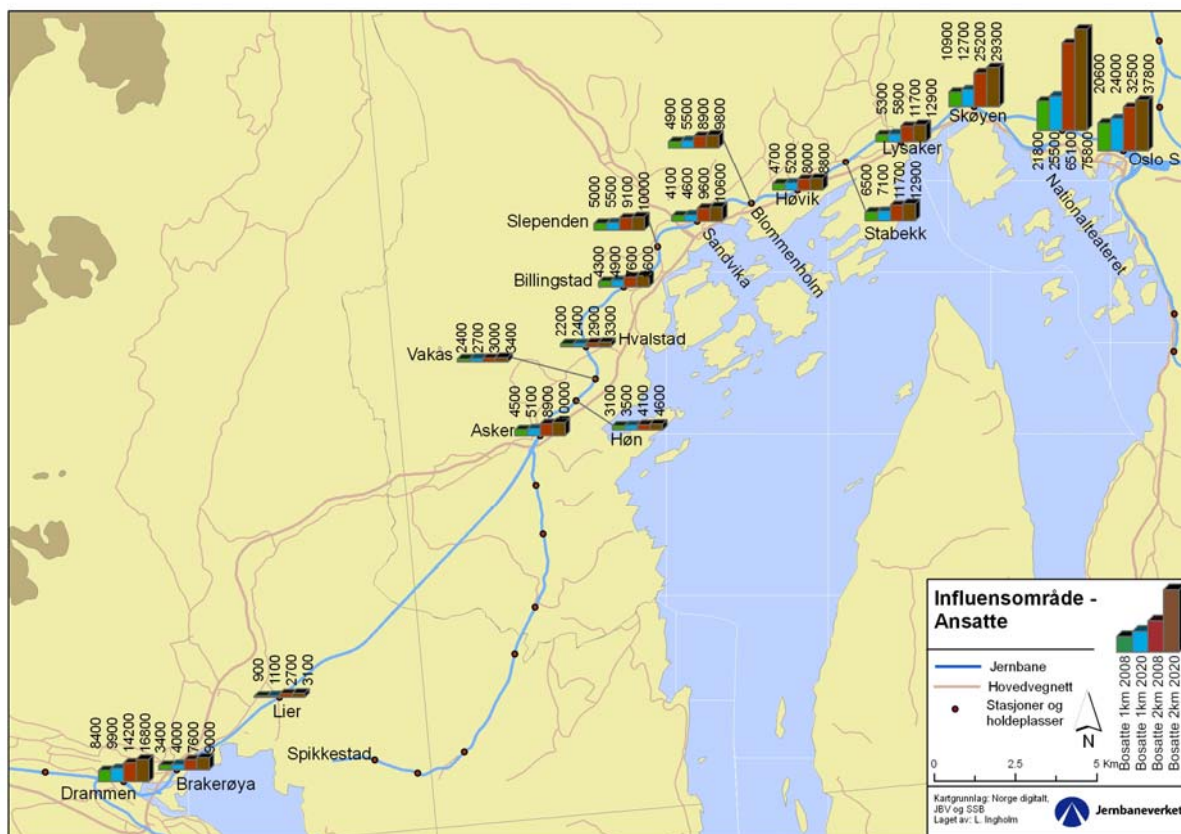 10900
12700
25200
29300
Skøyen
20600
24000
32500
37800
Oslo S
21800
25500
65100
75800
Nationalteateret
5300
5800
11700
12900
Lysaker
4900
5500
8900
9800
Blommenholm
4700
5200
8000
8800
Høvik
6500
7100
11700
12900
Stabekk
4100
4600
9600
10600
Sandvika
5000
5500
9100
10000
Slependen
4300
4900
Billingstad
2200
2400
2900
3300
Hvalstad
2400
2700
3000
3400
Vakås
4500
5100
8900
10000
Asker
3100
3500
4100
4600
Høn
900
1100
2700
3100
Lier
8400
9900
14200
16800
Drammen
3400
4000
7600
9000
Brakerøya
Spikkestad
Influensområde -
Ansatte
Jernbane
Hovedvegnett
Stasjoner og
holdeplasser
N
0 2.5 5 Km
Bosatte 1km 2008
Bosatte 1km 2020
Bosatte 2km 2008
Bosatte 2km 2020
Kartgrunnlag: Norge digitalt,
JBV og SSB
Laget av: L. Ingholm
Jernbaneverket